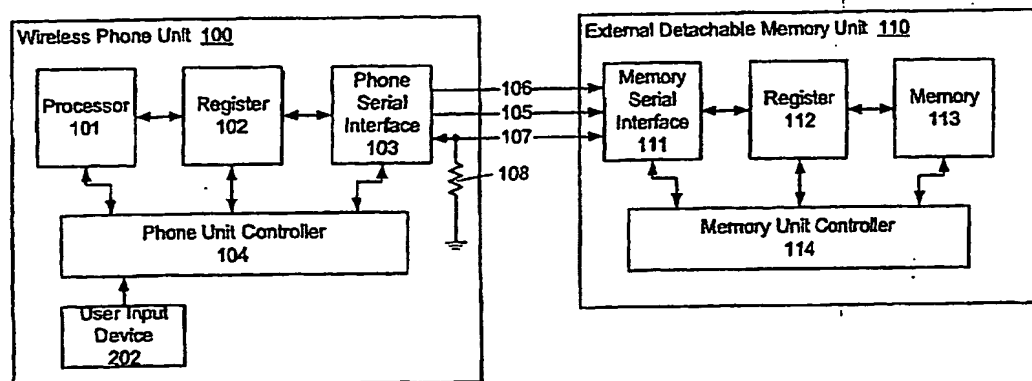 Wireless Phone Unit 100
External Detachable Memory Unit 110
Processor
101
Register
102
Phone
Serial
Interface
103
106
105
107
108
Memory
Serial
Interface
111
Register
112
Memory
113
Phone Unit Controller
104
Memory Unit Controller
114
User Input
Device
202